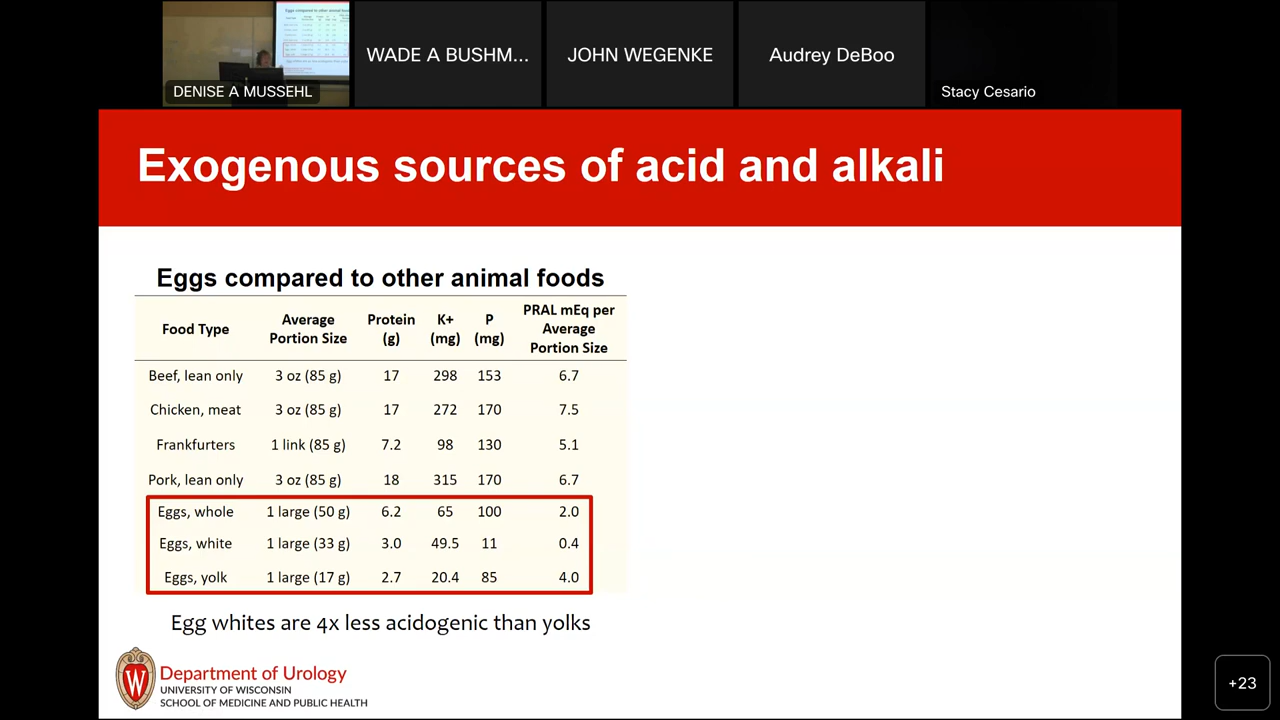 DENISE A MUSSEHL
WADE A BUSHM...
JOHN WEGENKE
Audrey DeBoo
Stacy Cesario
Exogenous sources of acid and alkali
Eggs compared to other animal foods
Food Type Average Portion Size Protein (g) K+ (mg) P (mg) PRAL mEq per Average Portion Size
Beef, lean only 3 oz (85 g) 17 298 153 6.7
Chicken, meat 3 oz (85 g) 17 272 170 7.5
Frankfurters 1 link (85 g) 7.2 98 130 5.1
Pork, lean only 3 oz (85 g) 18 315 170 6.7
Eggs, whole 1 large (50 g) 6.2 65 100 2.0
Eggs, white 1 large (33 g) 3.0 49.5 11 0.4
Eggs, yolk 1 large (17 g) 2.7 20.4 85 4.0
Egg whites are 4x less acidogenic than yolks
W
Department of Urology
UNIVERSITY OF WISCONSIN
SCHOOL OF MEDICINE AND PUBLIC HEALTH
+23